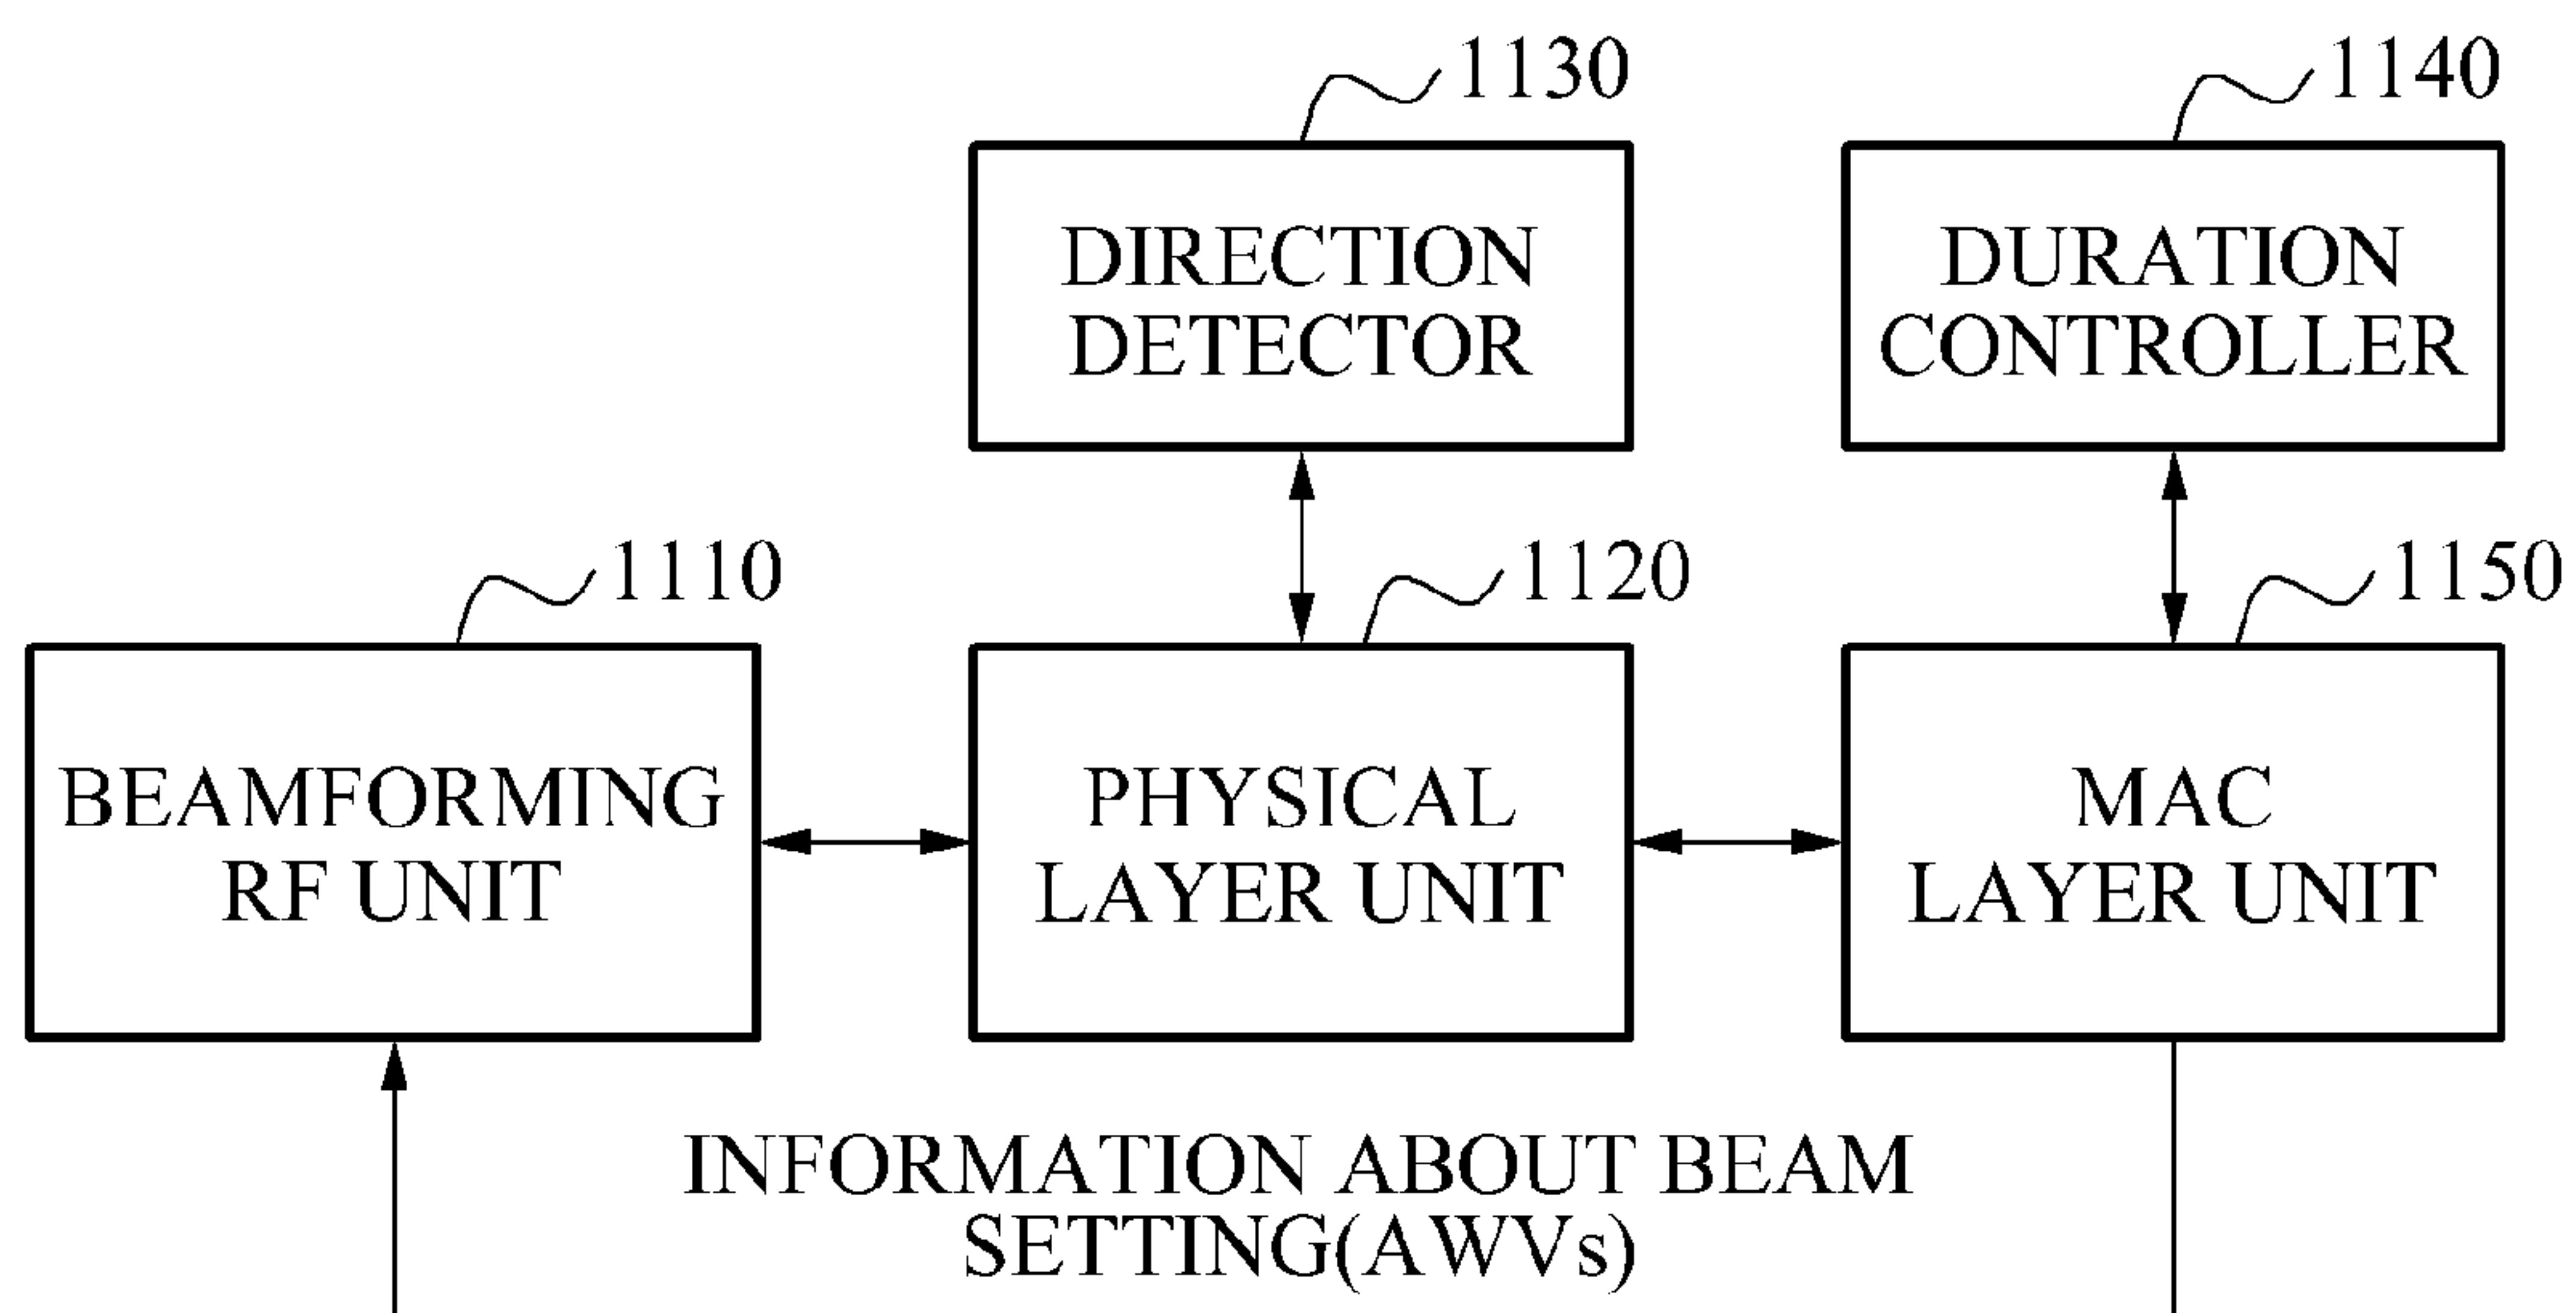 1130
1140
DIRECTION
DETECTOR
DURATION
CONTROLLER
1110
1120
1150
BEAMFORMING
RF UNIT
PHYSICAL
LAYER UNIT
MAC
LAYER UNIT
INFORMATION ABOUT BEAM
SETTING(AWVs)